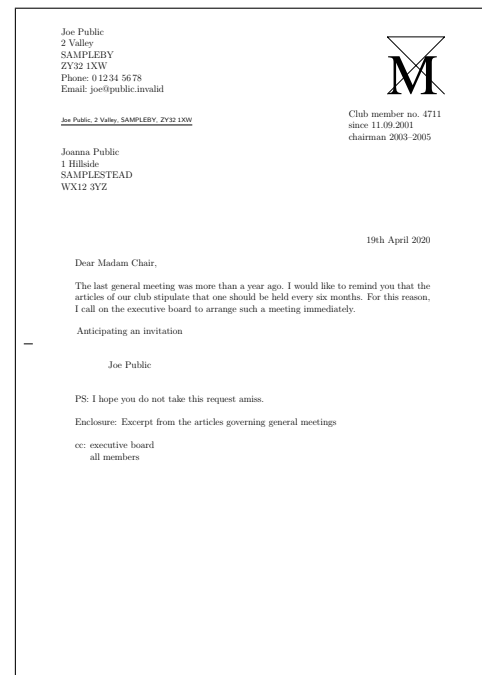 Joe Public
2 Valley
SAMPLEBY
ZY32 1XW
Phone: 0 12 34 56 78
Email: joe@public.invalid
M
Club member no. 4711
since 11.09.2001
chairman 2003–2005
Joe Public, 2 Valley, SAMPLEBY, ZY32 1XW
Joanna Public
1 Hillside
SAMPLESTEAD
WX12 3YZ
19th April 2020
Dear Madam Chair,
The last general meeting was more than a year ago. I would like to remind you that the
articles of our club stipulate that one should be held every six months. For this reason,
I call on the executive board to arrange such a meeting immediately.
Anticipating an invitation
Joe Public
PS: I hope you do not take this request amiss.
Enclosure: Excerpt from the articles governing general meetings
cc: executive board
all members